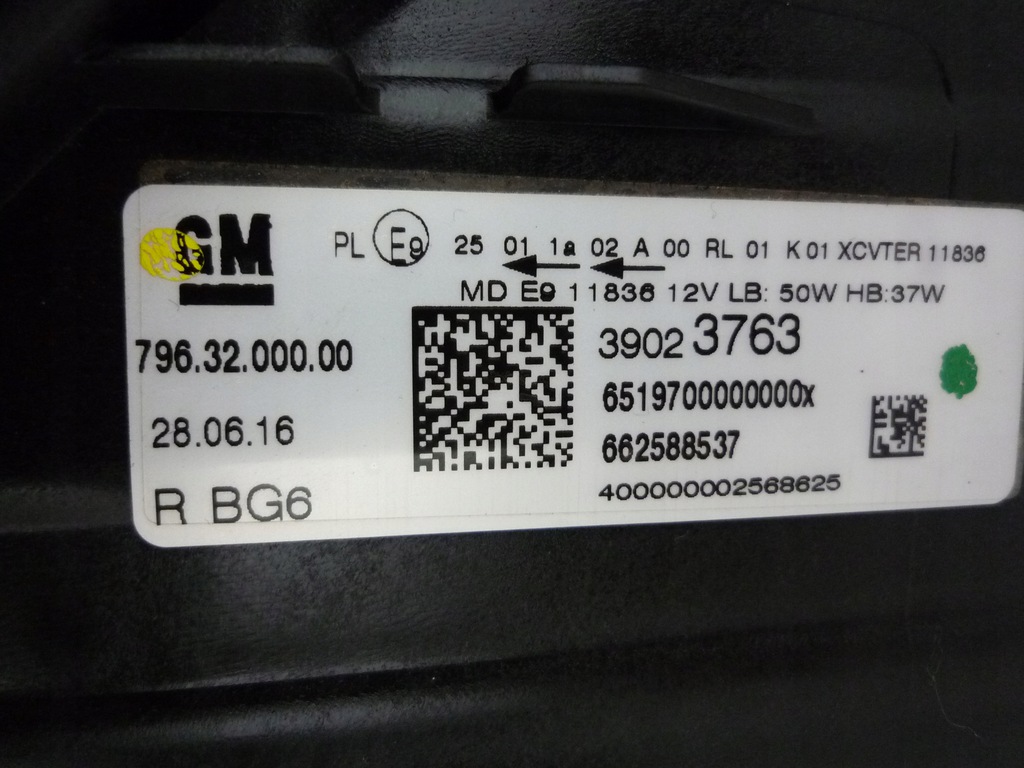 GM
PL E9 25 01 1a 02 A 00 RL 01 K 01 XCVTER 11836
MD E9 11836 12V LB: 50W HB:37W
796.32.000.00
3902 3763
6519700000000x
28.06.16
662588537
R BG6
400000002568625